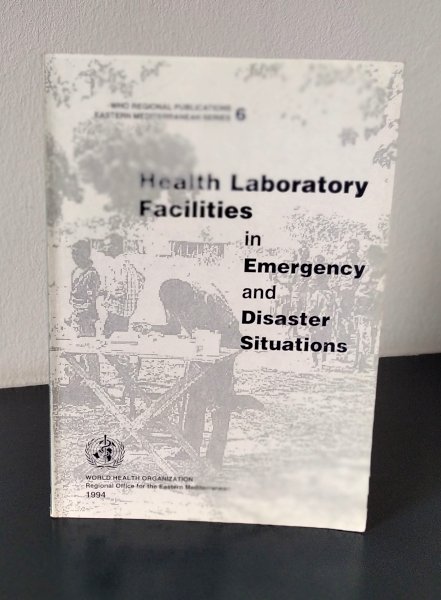 WHO REGIONAL PUBLICATIONS
EASTERN MEDITERRANEAN SERIES 6
Health Laboratory
Facilities
in
Emergency
and
Disaster
Situations
WORLD HEALTH ORGANIZATION
Regional Office for the Eastern Mediterranean
1994